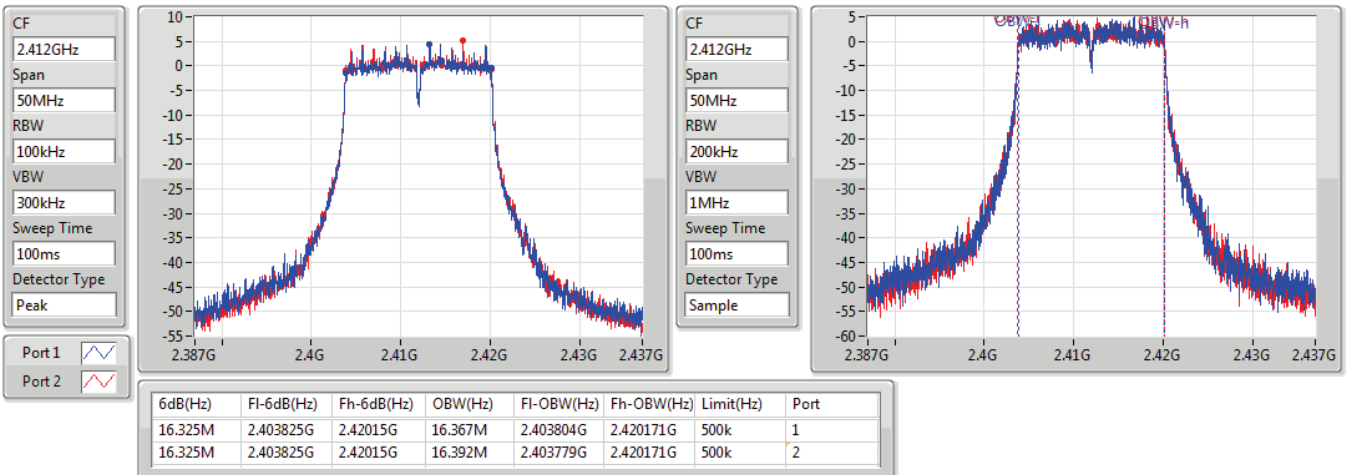 CF
2.412GHz
Span
50MHz
RBW
100kHz
VBW
300kHz
Sweep Time
100ms
Detector Type
Peak
Port 1
Port 2
10
5
0
-5
-10
-15
-20
-25
-30
-35
-40
-45
-50
-55
2.387G 2.4G 2.41G 2.42G 2.43G 2.437G
CF
2.412GHz
Span
50MHz
RBW
200kHz
VBW
1MHz
Sweep Time
100ms
Detector Type
Sample
5
0
-5
-10
-15
-20
-25
-30
-35
-40
-45
-50
-55
-60
OBW-l OBW-h
2.387G 2.4G 2.41G 2.42G 2.43G 2.437G
6dB(Hz) Fl-6dB(Hz) Fh-6dB(Hz) OBW(Hz) Fl-OBW(Hz) Fh-OBW(Hz) Limit(Hz) Port
16.325M 2.403825G 2.42015G 16.367M 2.403804G 2.420171G 500k 1
16.325M 2.403825G 2.42015G 16.392M 2.403779G 2.420171G 500k 2